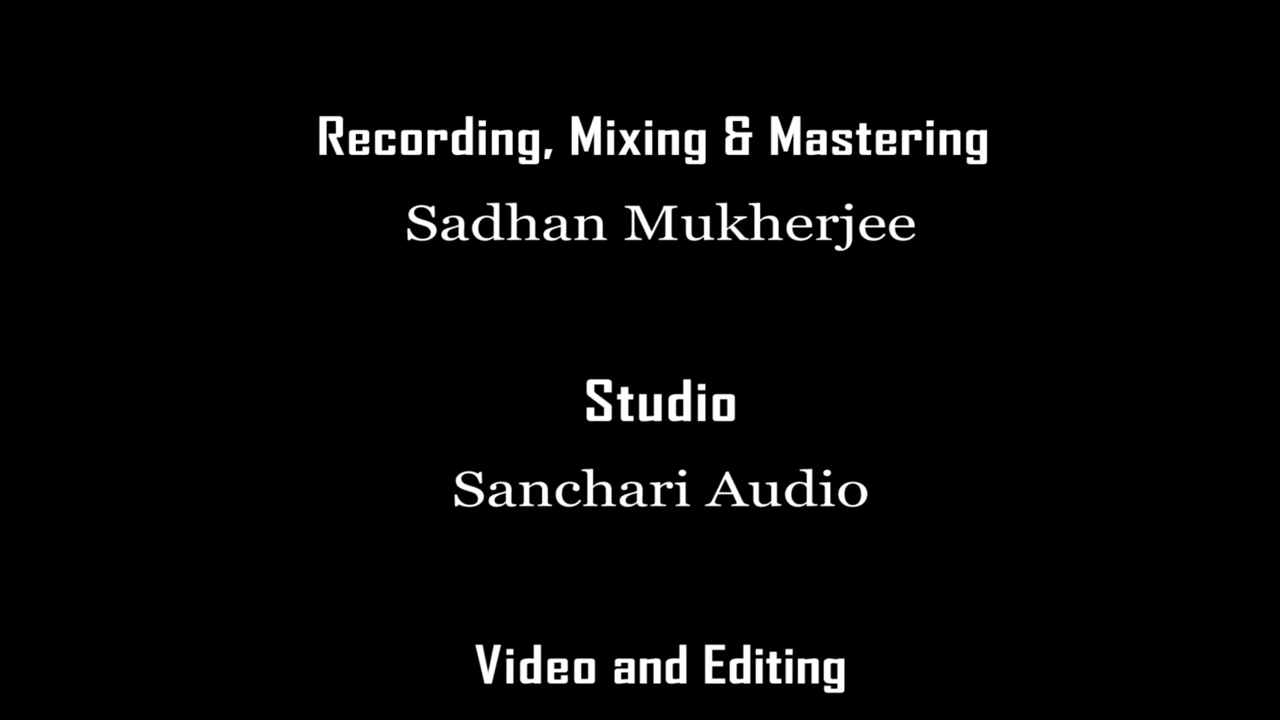 Recording, Mixing & Mastering
Sadhan Mukherjee
Studio
Sanchari Audio
Video and Editing